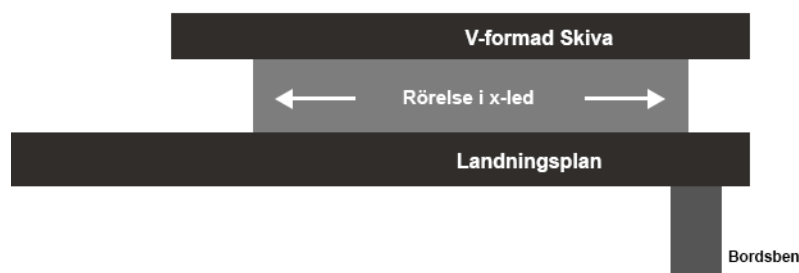 V-formad Skiva
Rörelse i x-led
Landningsplan
Bordsben